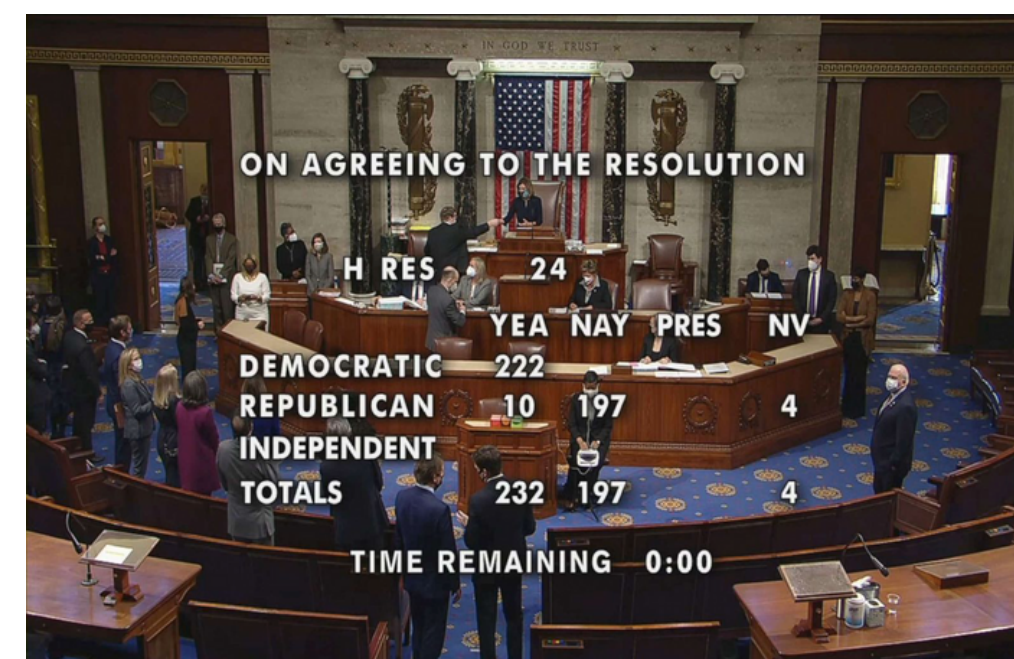 IN GOD WE TRUST
ON AGREEING TO THE RESOLUTION
H RES 24
YEA NAY PRES NV
DEMOCRATIC 222
REPUBLICAN 10 197 4
INDEPENDENT
TOTALS 232 197 4
TIME REMAINING 0:00